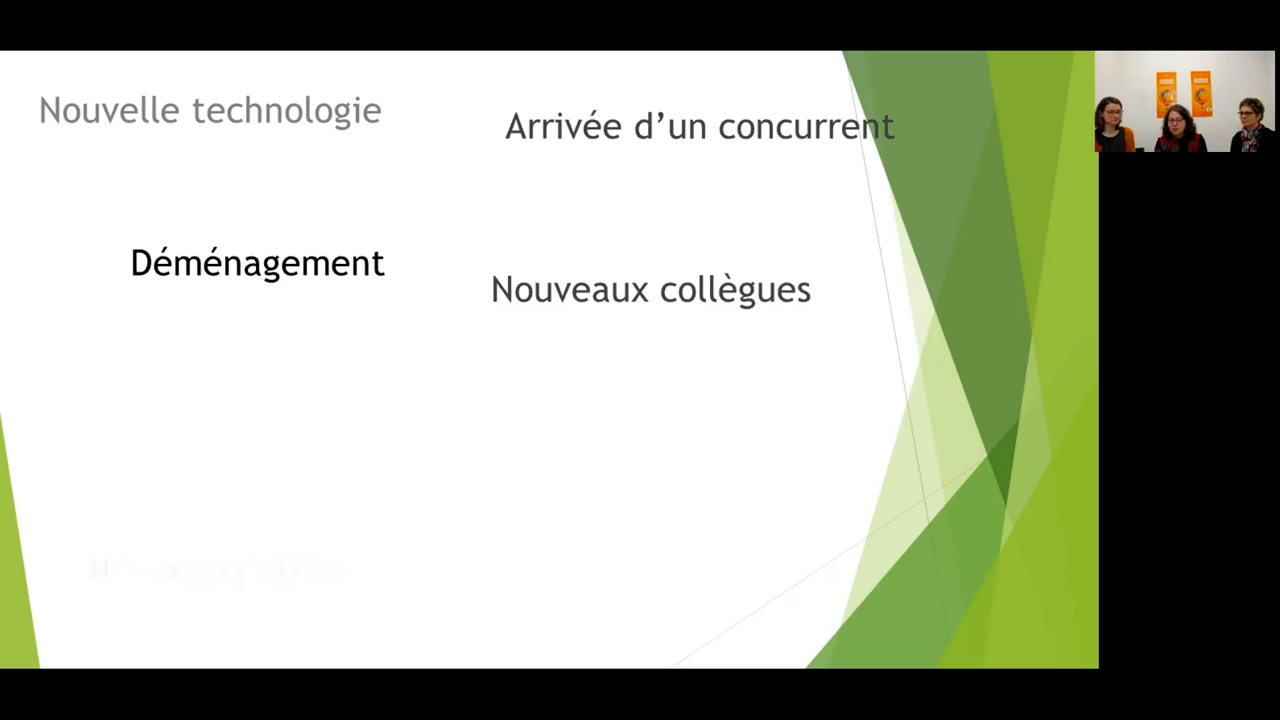 Nouvelle technologie
Arrivée d’un concurrent
Déménagement
Nouveaux collègues